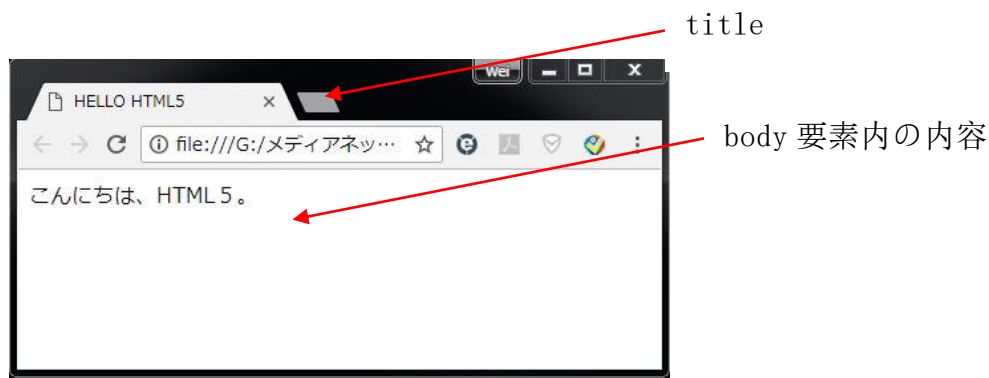 title
Wei
HELLO HTML5
file:///G:/メディアネッ…
body 要素内の内容
こんにちは、HTML５。